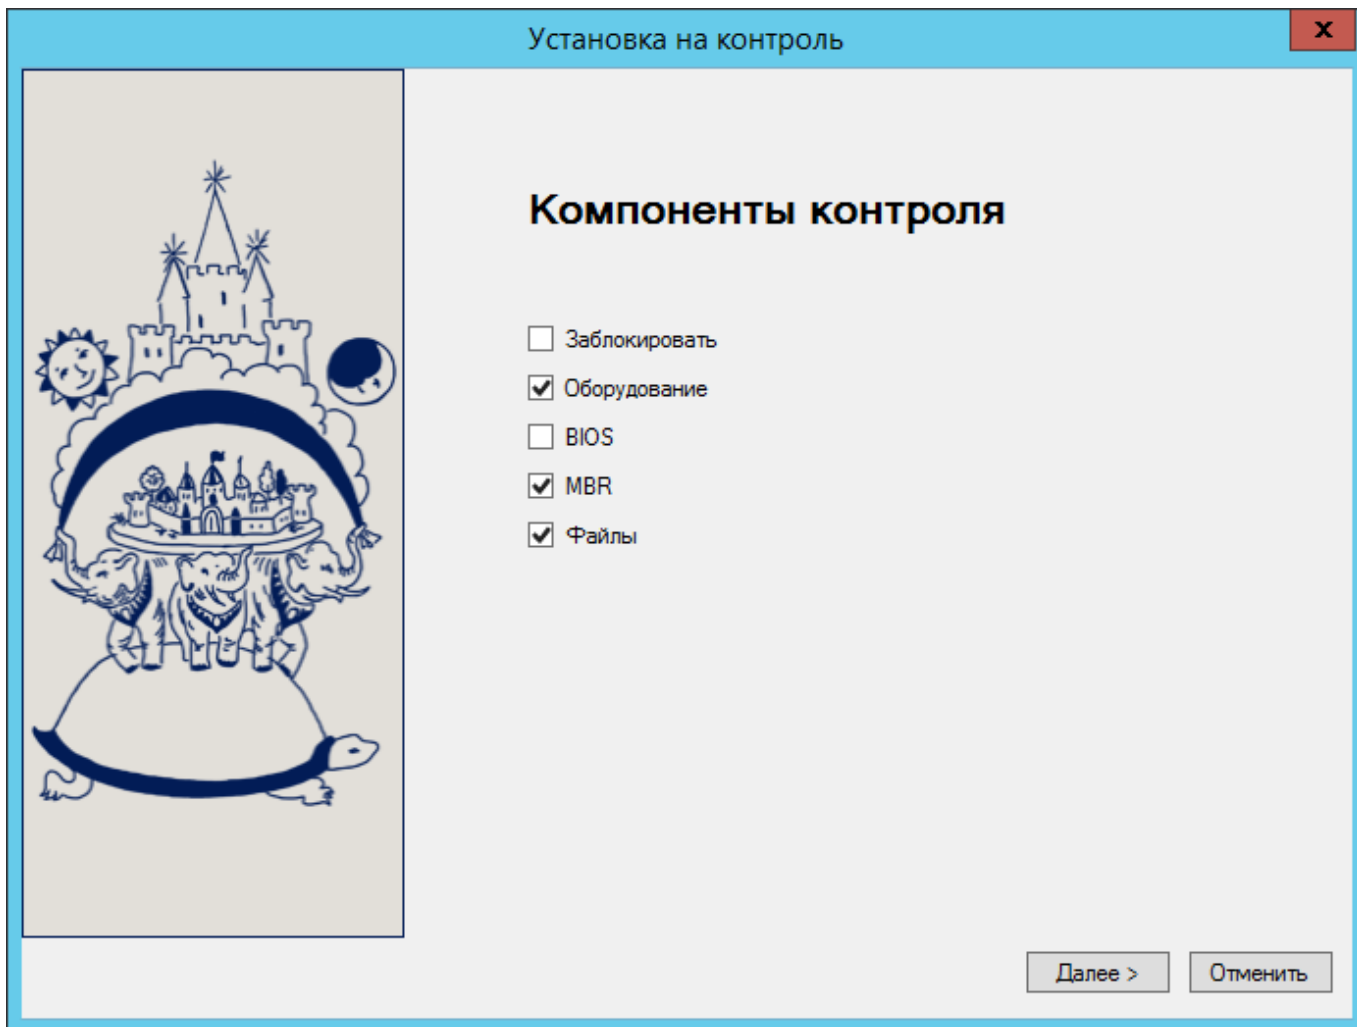 Установка на контроль
x
Компоненты контроля
Заблокировать
Оборудование
BIOS
MBR
Файлы
Далее >
Отменить